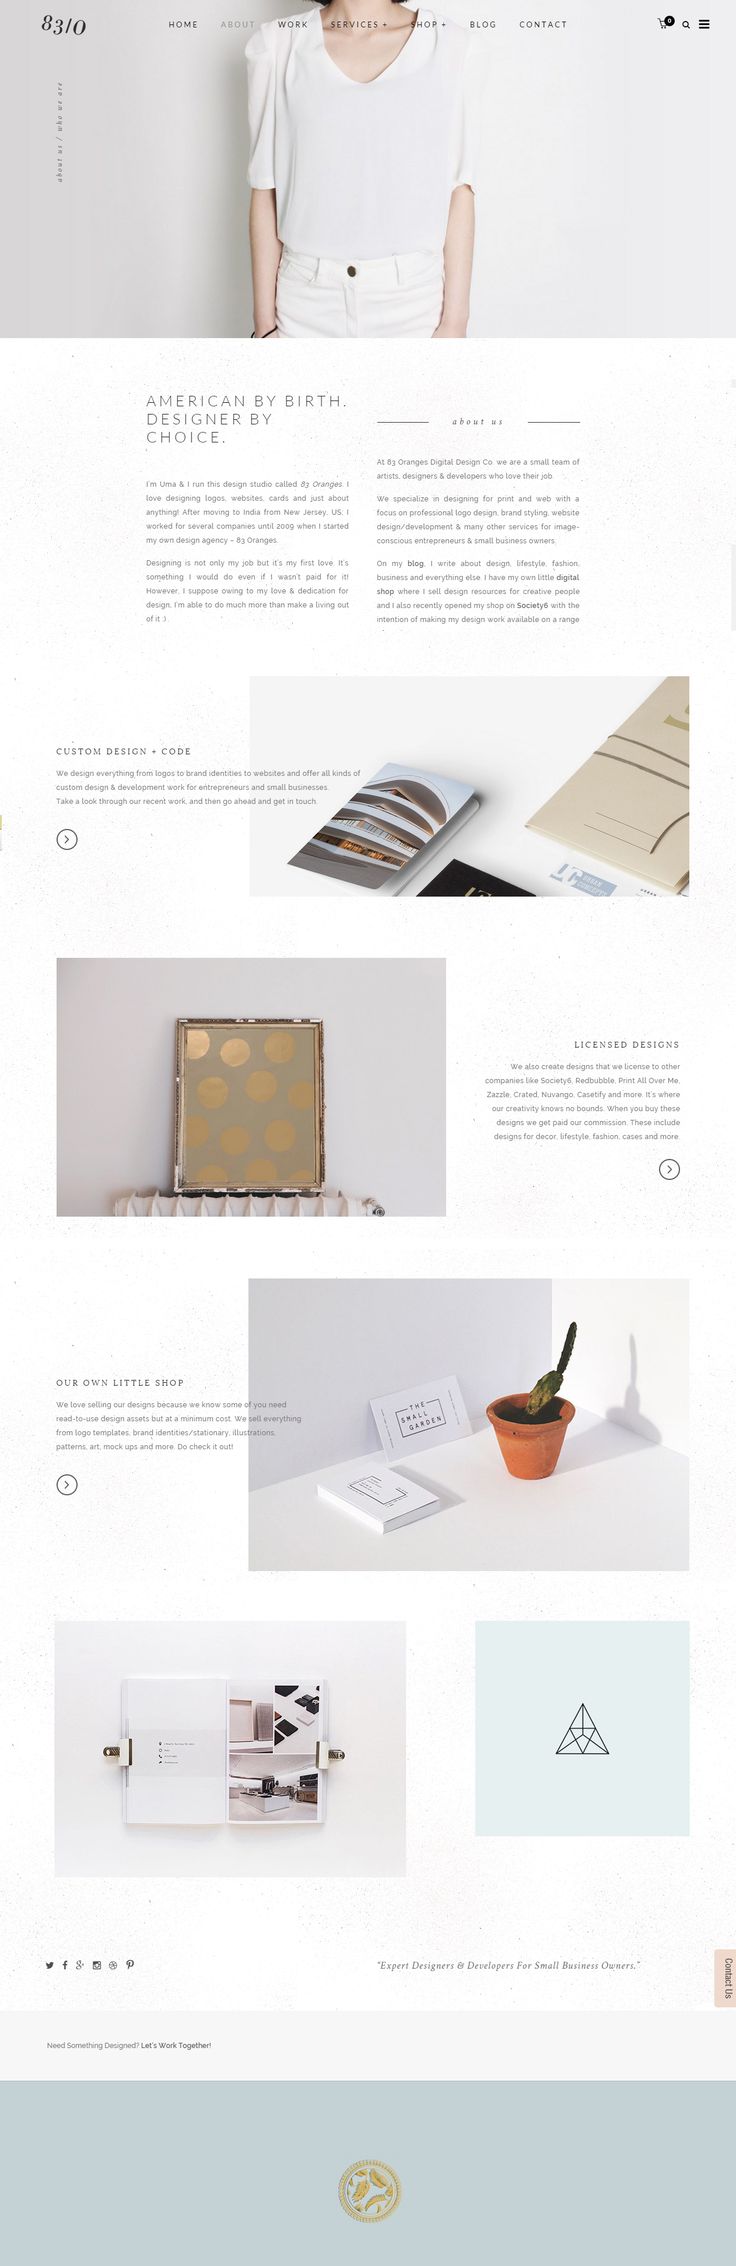 83/0
HOME
ABOUT
WORK
SERVICES +
SHOP +
BLOG
CONTACT
0
about us / who we are
AMERICAN BY BIRTH.
DESIGNER BY
CHOICE.
I'm Uma & I run this design studio called 83 Oranges. I
love designing logos, websites, cards and just about
anything! After moving to India from New Jersey, US; I
worked for several companies until 2009 when I started
my own design agency – 83 Oranges.
Designing is not only my job but it's my first love. It's
something I would do even if I wasn't paid for it!
However, I suppose owing to my love & dedication for
design, I'm able to do much more than make a living out
of it :) .
about us
At 83 Oranges Digital Design Co. we are a small team of
artists, designers & developers who love their job.
We specialize in designing for print and web with a
focus on professional logo design, brand styling, website
design/development & many other services for image-
conscious entrepreneurs & small business owners.
On my blog, I write about design, lifestyle, fashion,
business and everything else. I have my own little digital
shop where I sell design resources for creative people
and I also recently opened my shop on Society6 with the
intention of making my design work available on a range
CUSTOM DESIGN + CODE
We design everything from logos to brand identities to websites and offer all kinds of
custom design & development work for entrepreneurs and small businesses.
Take a look through our recent work, and then go ahead and get in touch.
URBAN
CONCEPTS
LICENSED DESIGNS
We also create designs that we license to other
companies like Society6, Redbubble, Print All Over Me,
Zazzle, Crated, Nuvango, Casetify and more. It's where
our creativity knows no bounds. When you buy these
designs we get paid our commission. These include
designs for decor, lifestyle, fashion, cases and more.
OUR OWN LITTLE SHOP
We love selling our designs because we know some of you need
read-to-use design assets but at a minimum cost. We sell everything
from logo templates, brand identities/stationary, illustrations,
patterns, art, mock ups and more. Do check it out!
THE
SMALL
GARDEN
"Expert Designers & Developers For Small Business Owners."
Contact Us
Need Something Designed? Let's Work Together!